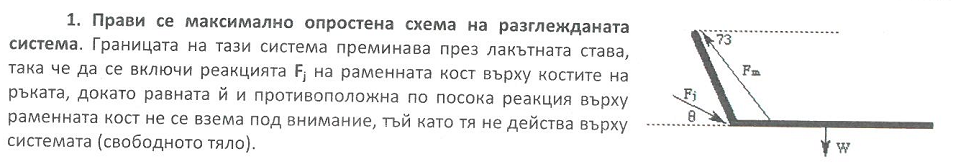 1. Прави се максимално опростена схема на разглежданата
система. Границата на тази система преминава през лакътната става,
така че да се включи реакцията Fj на раменната кост върху костите на
ръката, докато равната й и противоположна по посока реакция върху
раменната кост не се взема под внимание, тъй като тя не действа върху
системата (свободното тяло).
73
Fm
Fj
θ
W